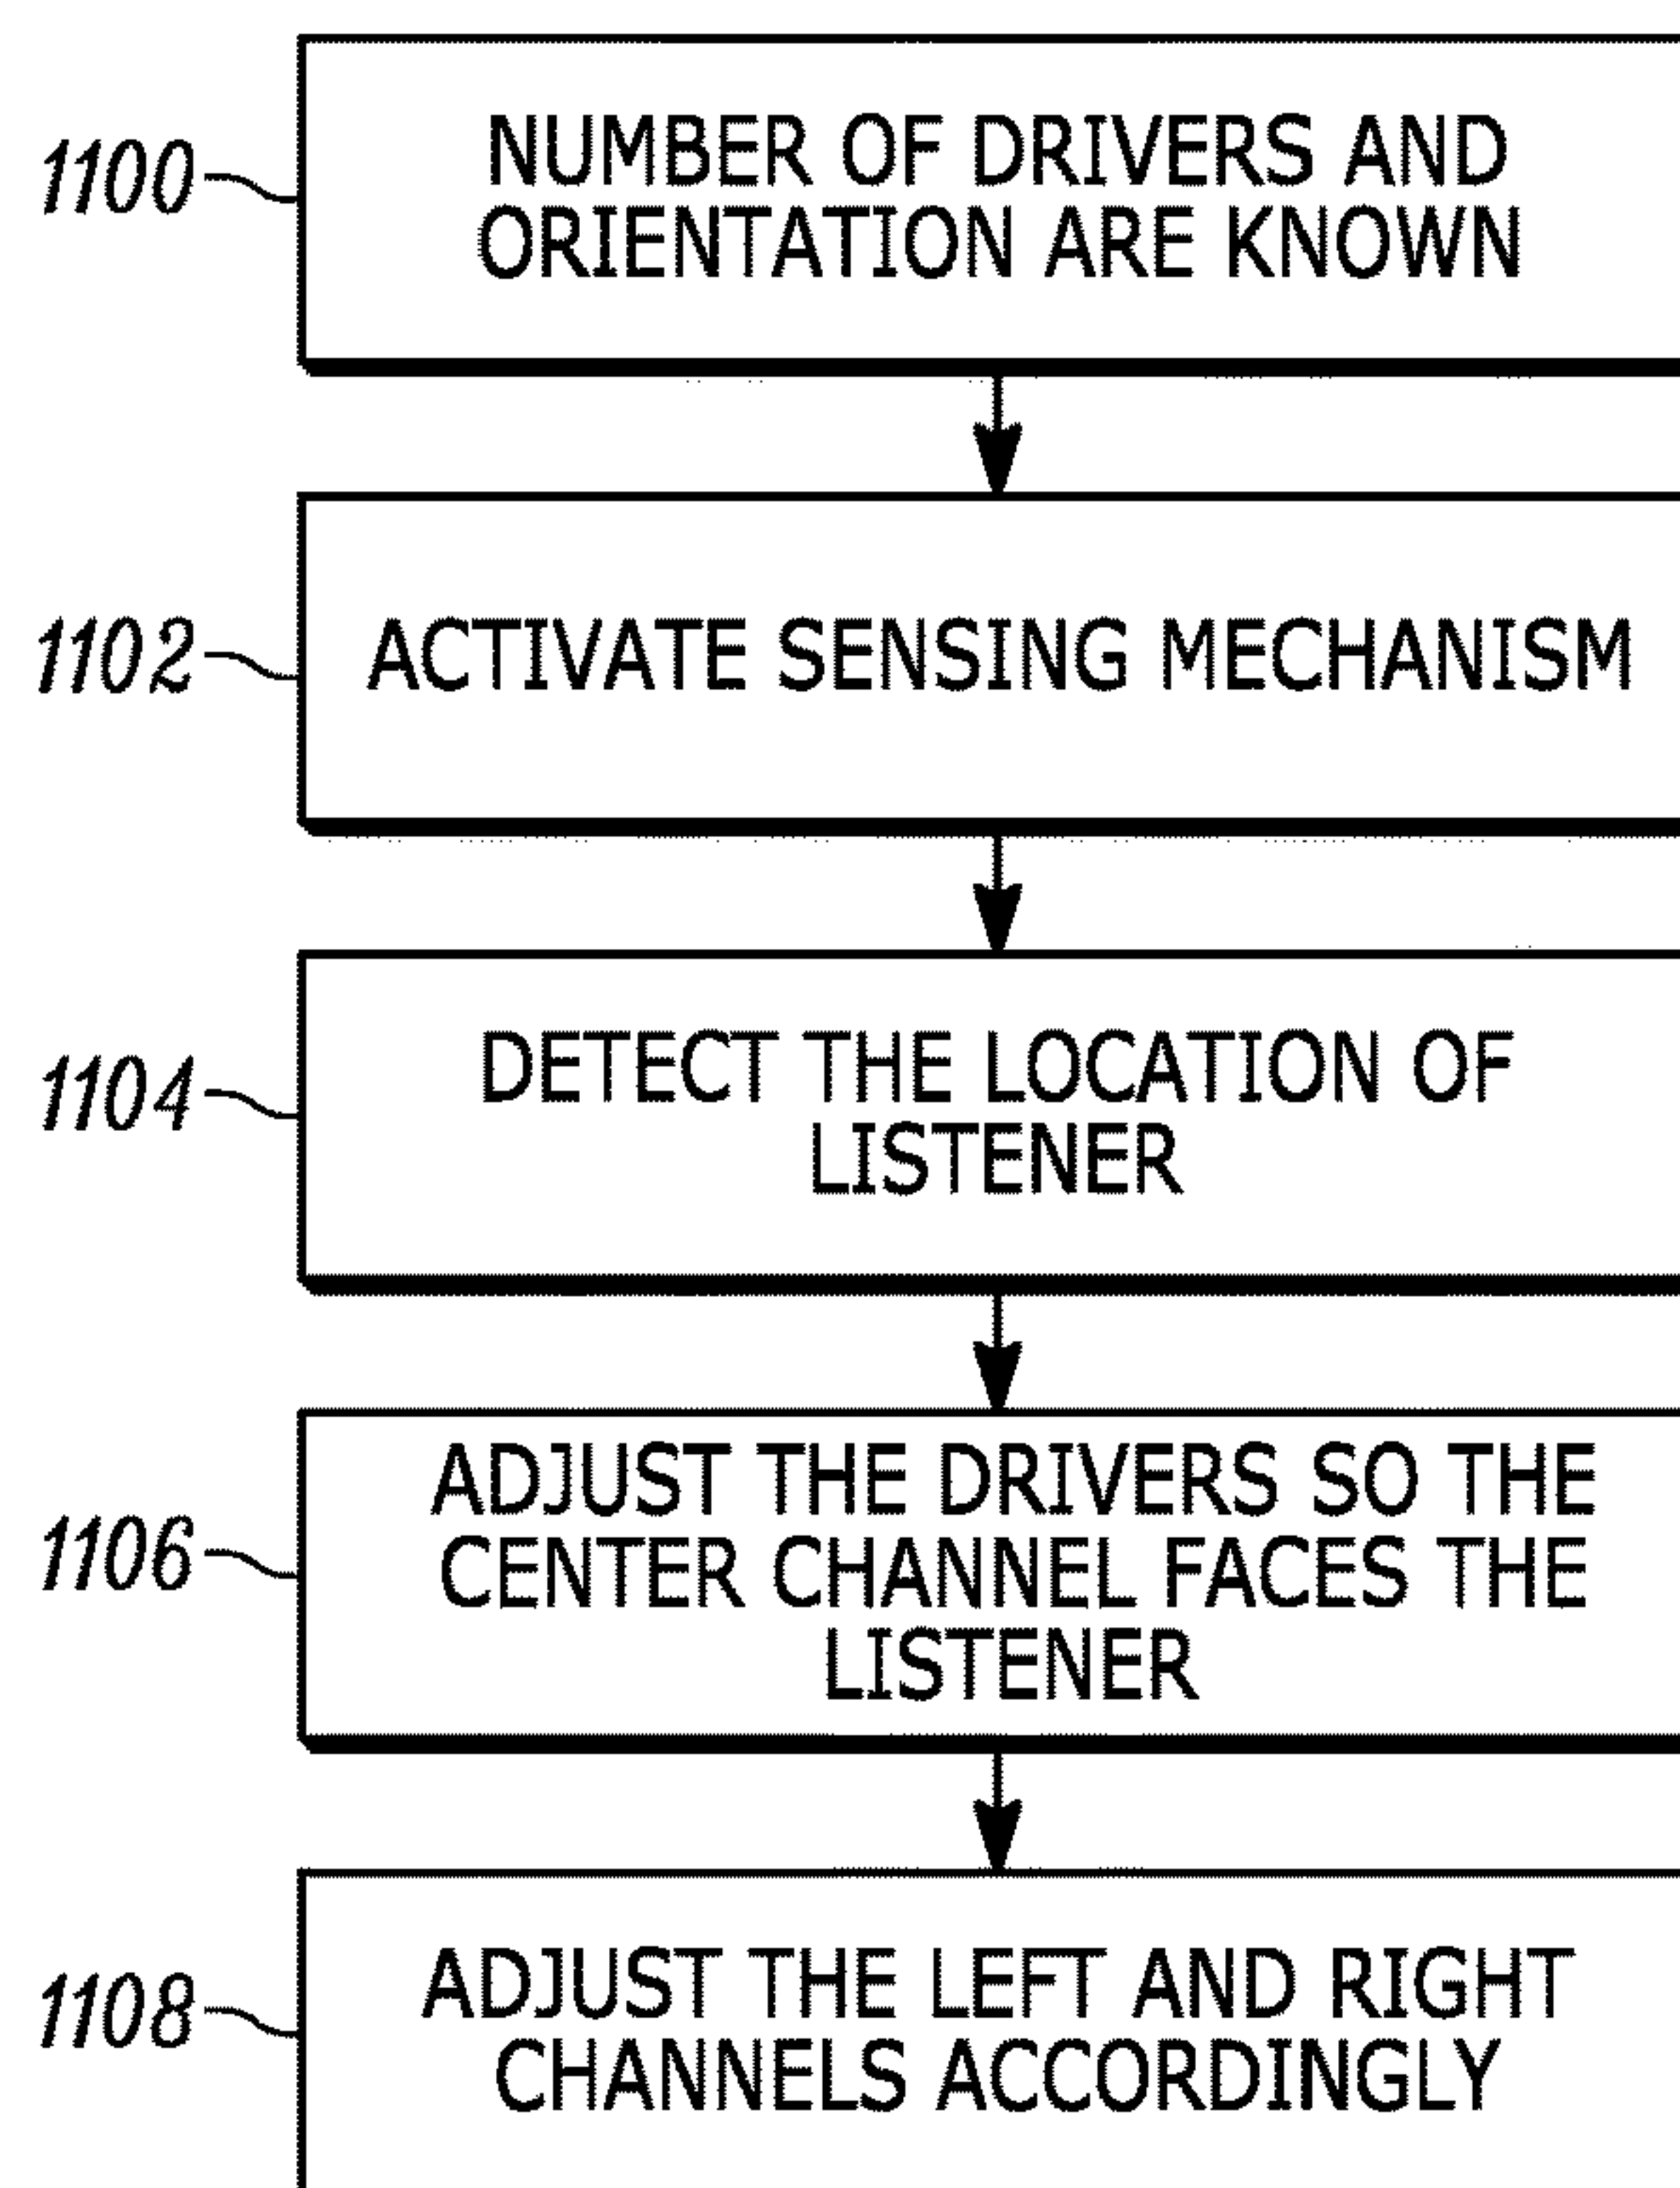 1100
NUMBER OF DRIVERS AND
ORIENTATION ARE KNOWN
1102
ACTIVATE SENSING MECHANISM
1104
DETECT THE LOCATION OF
LISTENER
1106
ADJUST THE DRIVERS SO THE
CENTER CHANNEL FACES THE
LISTENER
1108
ADJUST THE LEFT AND RIGHT
CHANNELS ACCORDINGLY